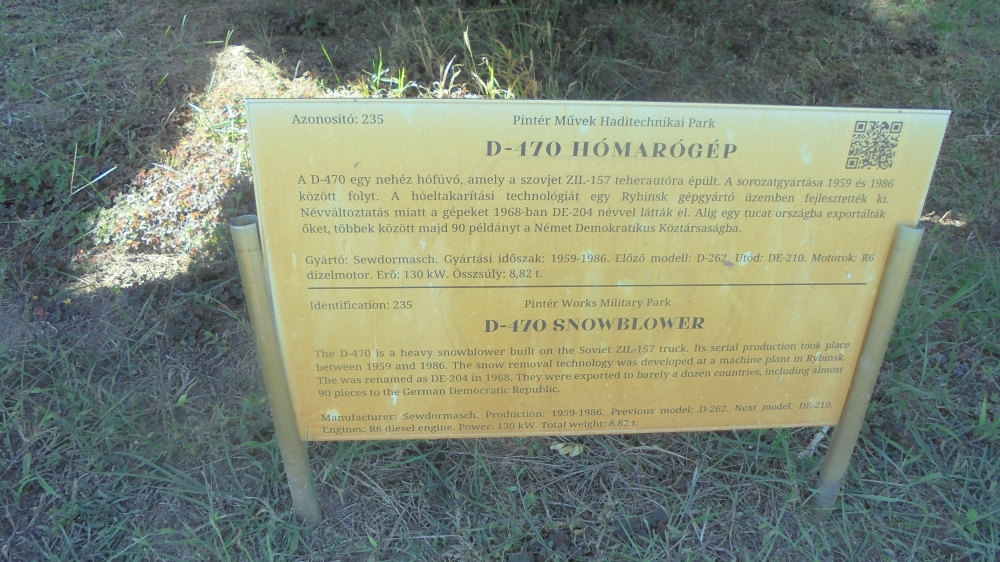 Azonosító: 235
Pintér Művek Haditechnikai Park
D-470 HÓMARÓGÉP
A D-470 egy nehéz hófúvó, amely a szovjet ZIL-157 teherautóra épült. A sorozatgyártása 1959 és 1986
között folyt. A hóeltakarítási technológiát egy Rybinsk gépgyártó üzemben fejlesztették ki.
Névváltoztatás miatt a gépeket 1968-ban DE-204 névvel látták el. Alig egy tucat országba exportálták
őket, többek között majd 90 példányt a Német Demokratikus Köztársaságba.
Gyártó: Sewdormasch. Gyártási időszak: 1959-1986. Előző modell: D-262. Utód: DE-210. Motorok: R6
dízelmotor. Erő: 130 kW. Összsúly: 8,82 t.
Identification: 235
Pintér Works Military Park
D-470 SNOWBLOWER
The D-470 is a heavy snowblower built on the Soviet ZIL-157 truck. Its serial production took place
between 1959 and 1986. The snow removal technology was developed at a machine plant in Rybinsk.
The was renamed as DE-204 in 1968. They were exported to barely a dozen countries, including almost
90 pieces to the German Democratic Republic.
Manufacturer: Sewdormasch. Production: 1959-1986. Previous model: D-262. Next model: DE-210.
Engines: R6 diesel engine. Power: 130 kW. Total weight: 8,82 t.